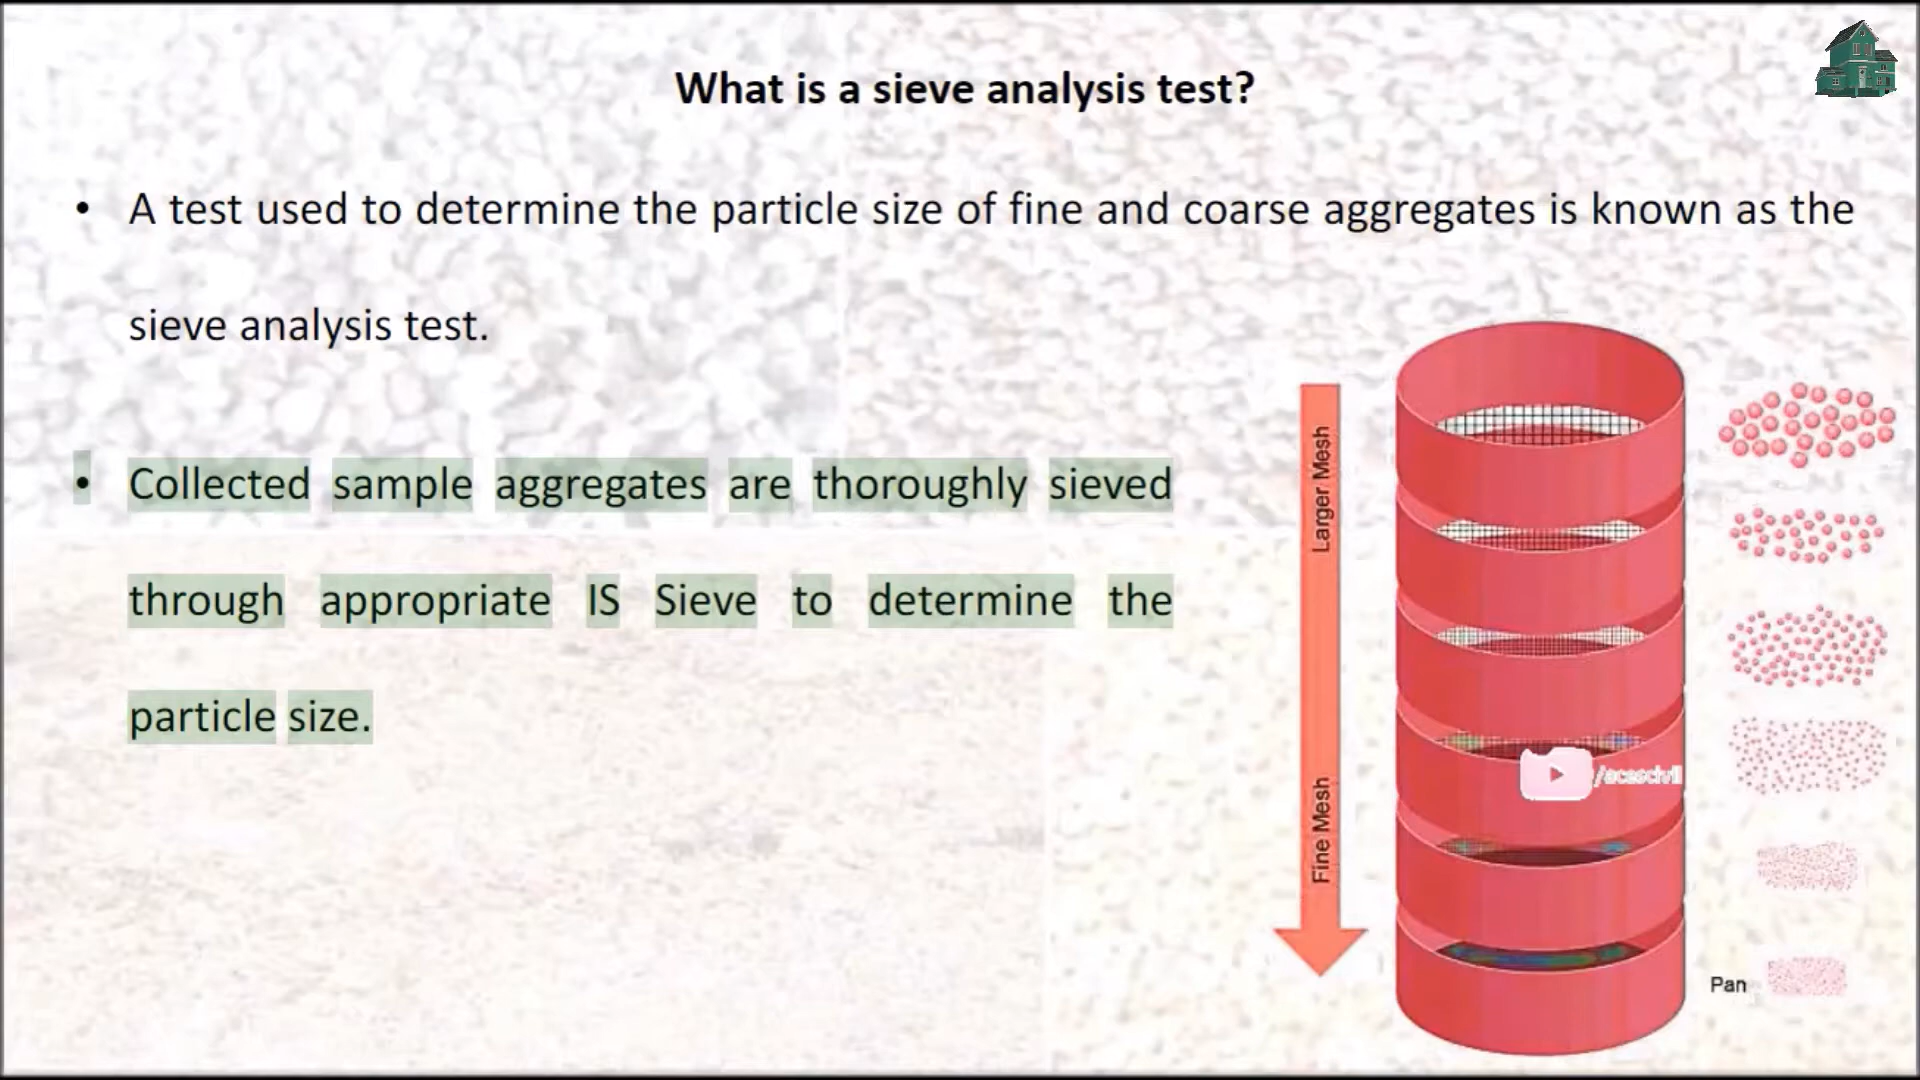 What is a sieve analysis test?
• A test used to determine the particle size of fine and coarse aggregates is known as the
sieve analysis test.
• Collected sample aggregates are thoroughly sieved
through appropriate IS Sieve to determine the
particle size.
Larger Mesh
Fine Mesh
/acescivil
Pan